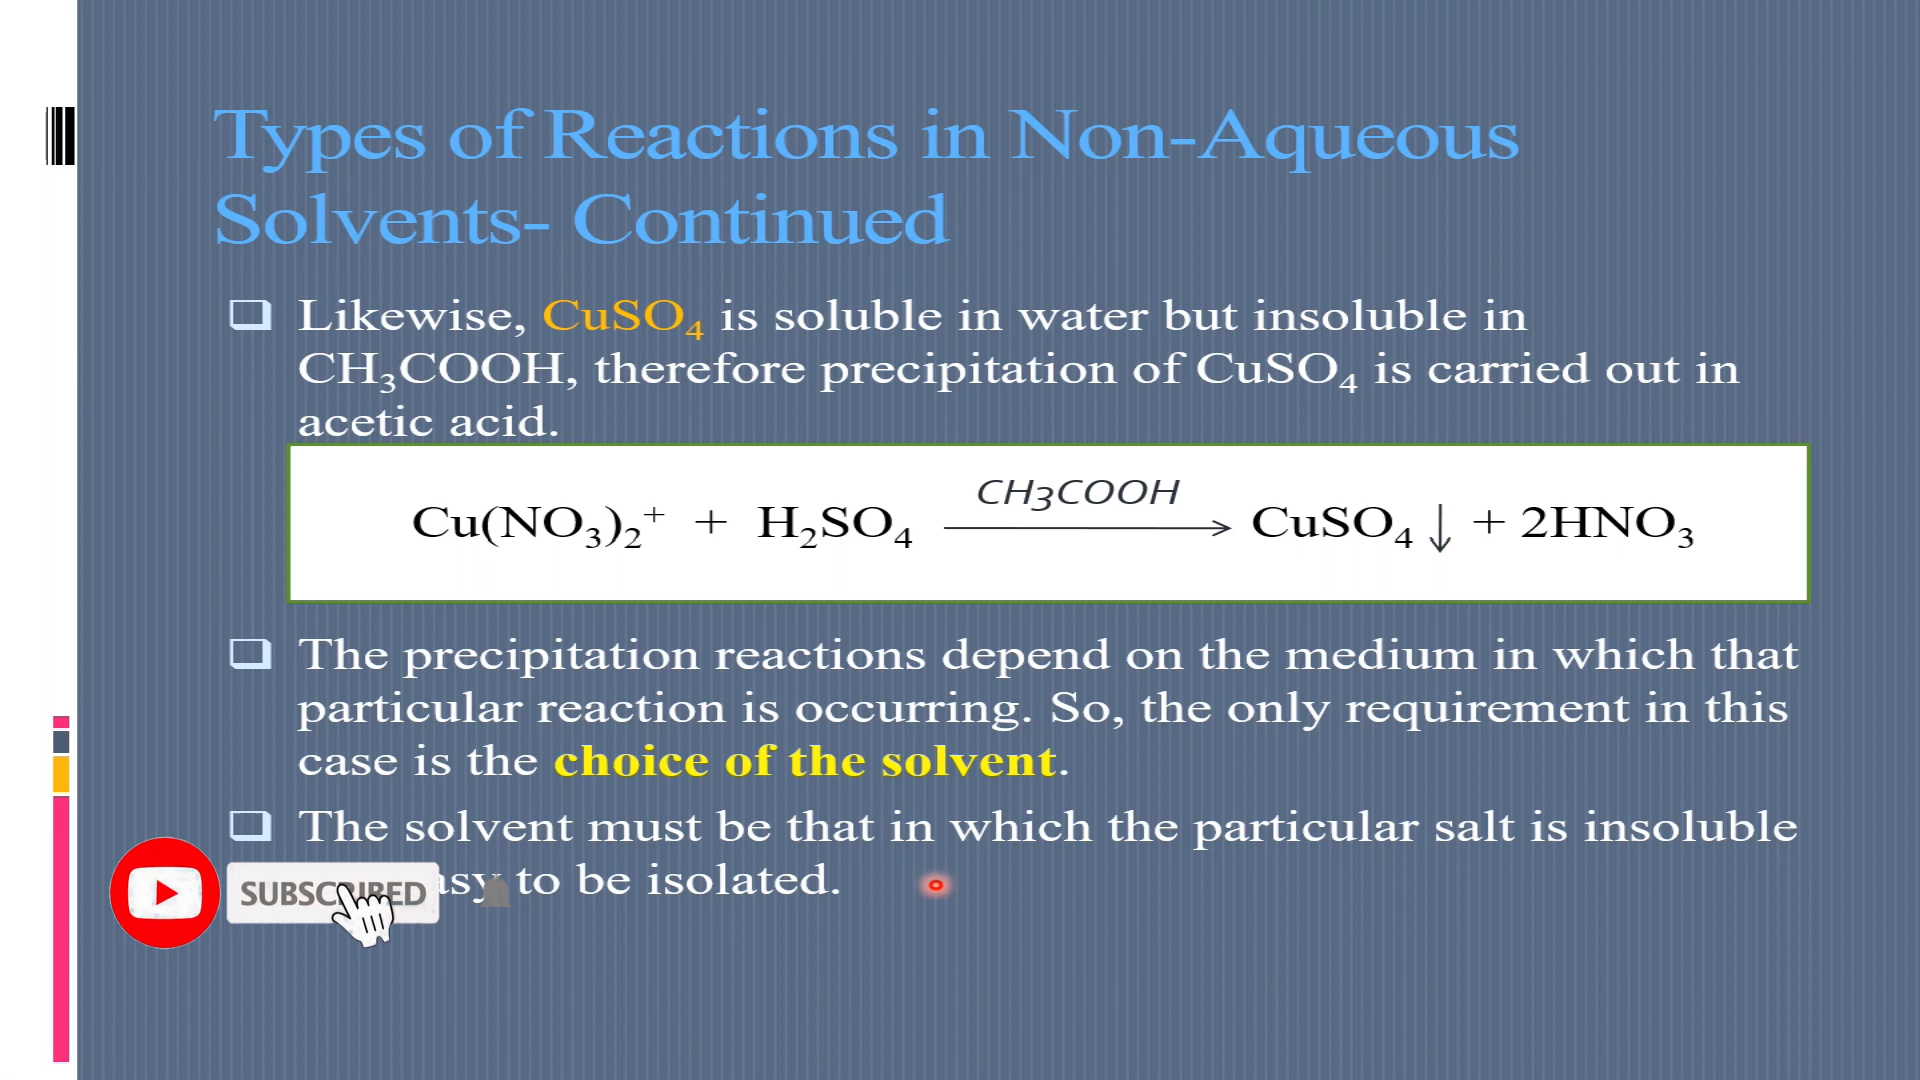 Types of Reactions in Non-Aqueous
Solvents- Continued
Likewise, CuSO₄ is soluble in water but insoluble in
CH₃COOH, therefore precipitation of CuSO₄ is carried out in
acetic acid.
CH3COOH
Cu(NO₃)₂⁺ + H₂SO₄ ⟶ CuSO₄ ↓ + 2HNO₃
The precipitation reactions depend on the medium in which that
particular reaction is occurring. So, the only requirement in this
case is the choice of the solvent.
The solvent must be that in which the particular salt is insoluble
to be isolated.
SUBSCRIBED